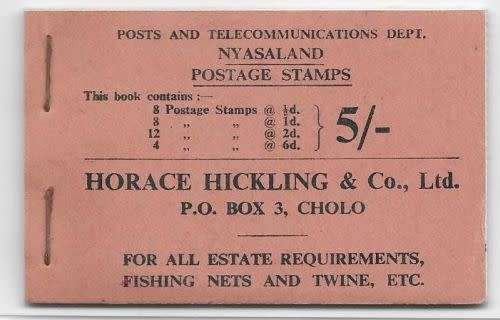 POSTS AND TELECOMMUNICATIONS DEPT.
NYASALAND
POSTAGE STAMPS
This book contains :—
8 Postage Stamps @ ½d.
8 „ „ @ 1d.
12 „ „ @ 2d.
4 „ „ @ 6d.
5/-
HORACE HICKLING & Co., Ltd.
P.O. BOX 3, CHOLO
FOR ALL ESTATE REQUIREMENTS,
FISHING NETS AND TWINE, ETC.